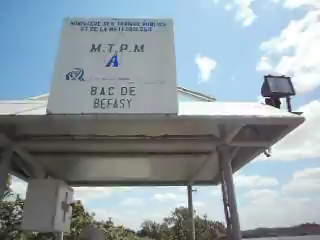 MINISTERE DES TRAVAUX PUBLICS
ET DE LA METEOROLOGIE
M.T.P.M
A
BAC DE
BEFASY